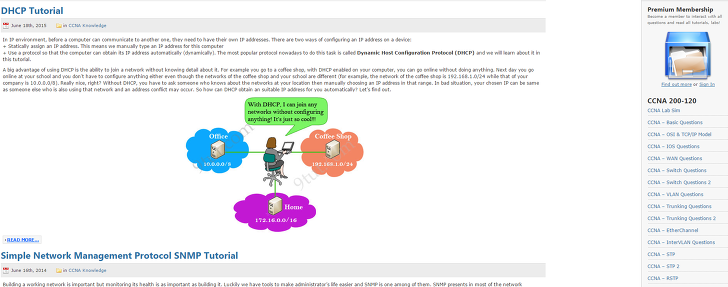 DHCP Tutorial
June 18th, 2015 in CCNA Knowledge
In IP environment, before a computer can communicate to another one, they need to have their own IP addresses. There are two ways of configuring an IP address on a device:
+ Statically assign an IP address. This means we manually type an IP address for this computer
+ Use a protocol so that the computer can obtain its IP address automatically (dynamically). The most popular protocol nowadays to do this task is called Dynamic Host Configuration Protocol (DHCP) and we will learn about it in
this tutorial.
A big advantage of using DHCP is the ability to join a network without knowing detail about it. For example you go to a coffee shop, with DHCP enabled on your computer, you can go online without doing anything. Next day you go
online at your school and you don't have to configure anything either even though the networks of the coffee shop and your school are different (for example, the network of the coffee shop is 192.168.1.0/24 while that of your
company is 10.0.0.0/8). Really nice, right? Without DHCP, you have to ask someone who knows about the networks at your location then manually choosing an IP address in that range. In bad situation, your chosen IP can be same
as someone else who is also using that network and an address conflict may occur. So how can DHCP obtain an suitable IP address for you automatically? Let's find out.
With DHCP, I can join any
networks without configuring
anything! It's just so cool!!!
Office
10.0.0.0/8
Coffee Shop
192.168.1.0/24
Home
172.16.0.0/16
READ MORE...
Simple Network Management Protocol SNMP Tutorial
June 16th, 2014 in CCNA Knowledge
Building a working network is important but monitoring its health is as important as building it. Luckily we have tools to make administrator's life easier and SNMP is one among of them. SNMP presents in most of the network
Premium Membership
Become a member to interact with all
questions and read all tutorials, labs!
Find out more or Sign In
CCNA 200-120
CCNA Lab Sim
CCNA – Basic Questions
CCNA – OSI & TCP/IP Model
CCNA – IOS Questions
CCNA – WAN Questions
CCNA – Switch Questions
CCNA – Switch Questions 2
CCNA – VLAN Questions
CCNA – Trunking Questions
CCNA – Trunking Questions 2
CCNA – EtherChannel
CCNA – InterVLAN Questions
CCNA – STP
CCNA – STP 2
CCNA – RSTP